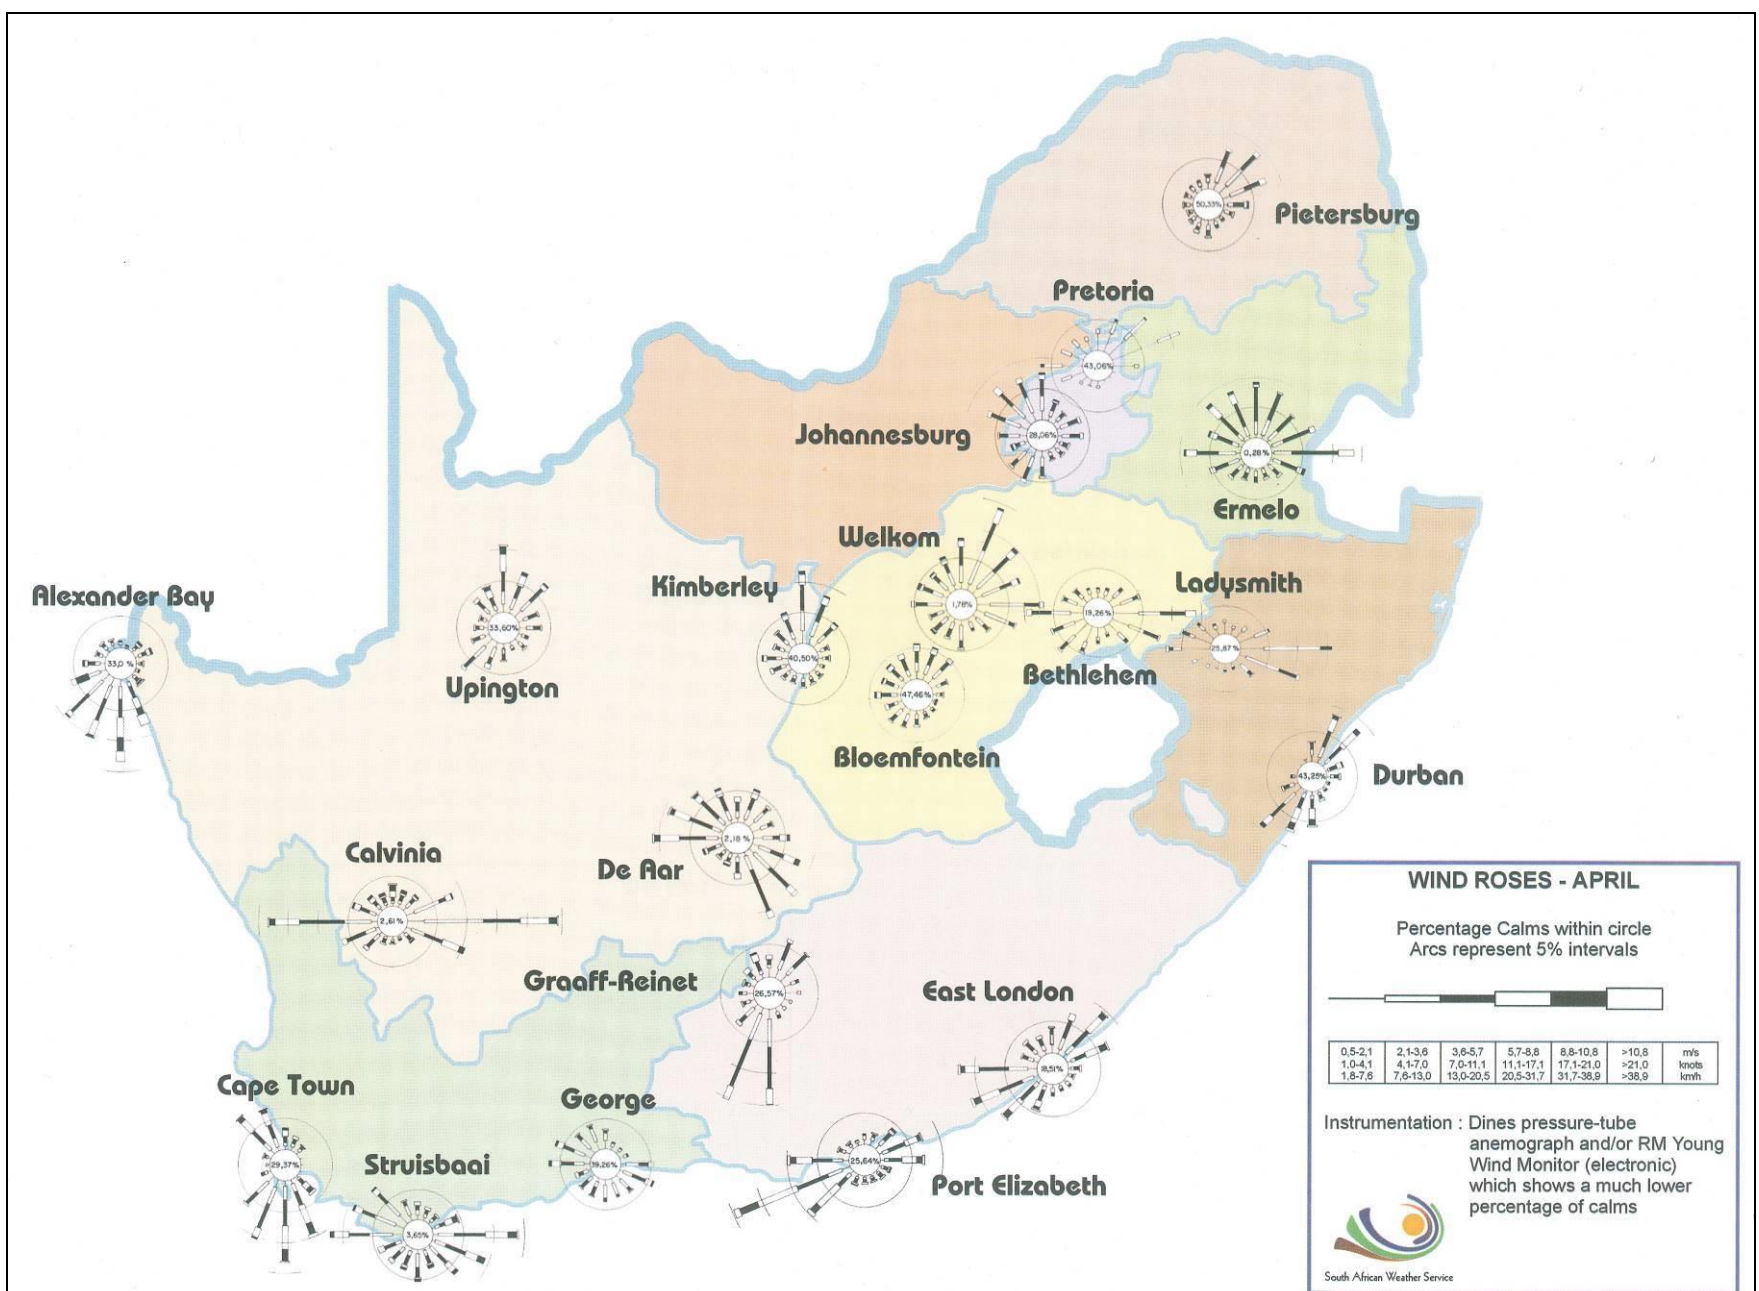 50,33%
Pietersburg
Pretoria
43,06%
Johannesburg
28,06%
0,28%
Ermelo
Welkom
1,78%
Kimberley
40,50%
Ladysmith
19,26%
25,87%
Bethlehem
Alexander Bay
33,0 %
33,60%
Upington
47,46%
Bloemfontein
43,25%
Durban
De Aar
2,18 %
Calvinia
2,61%
Graaff-Reinet
26,57%
East London
18,51%
Cape Town
29,37%
George
39,26%
Struisbaai
3,65%
25,64%
Port Elizabeth
WIND ROSES - APRIL
Percentage Calms within circle
Arcs represent 5% intervals
0,5-2,1 2,1-3,6 3,6-5,7 5,7-8,8 8,8-10,8 >10,8 m/s
1,0-4,1 4,1-7,0 7,0-11,1 11,1-17,1 17,1-21,0 >21,0 knots
1,8-7,6 7,6-13,0 13,0-20,5 20,5-31,7 31,7-38,9 >38,9 km/h
Instrumentation : Dines pressure-tube
anemograph and/or RM Young
Wind Monitor (electronic)
which shows a much lower
percentage of calms
South African Weather Service